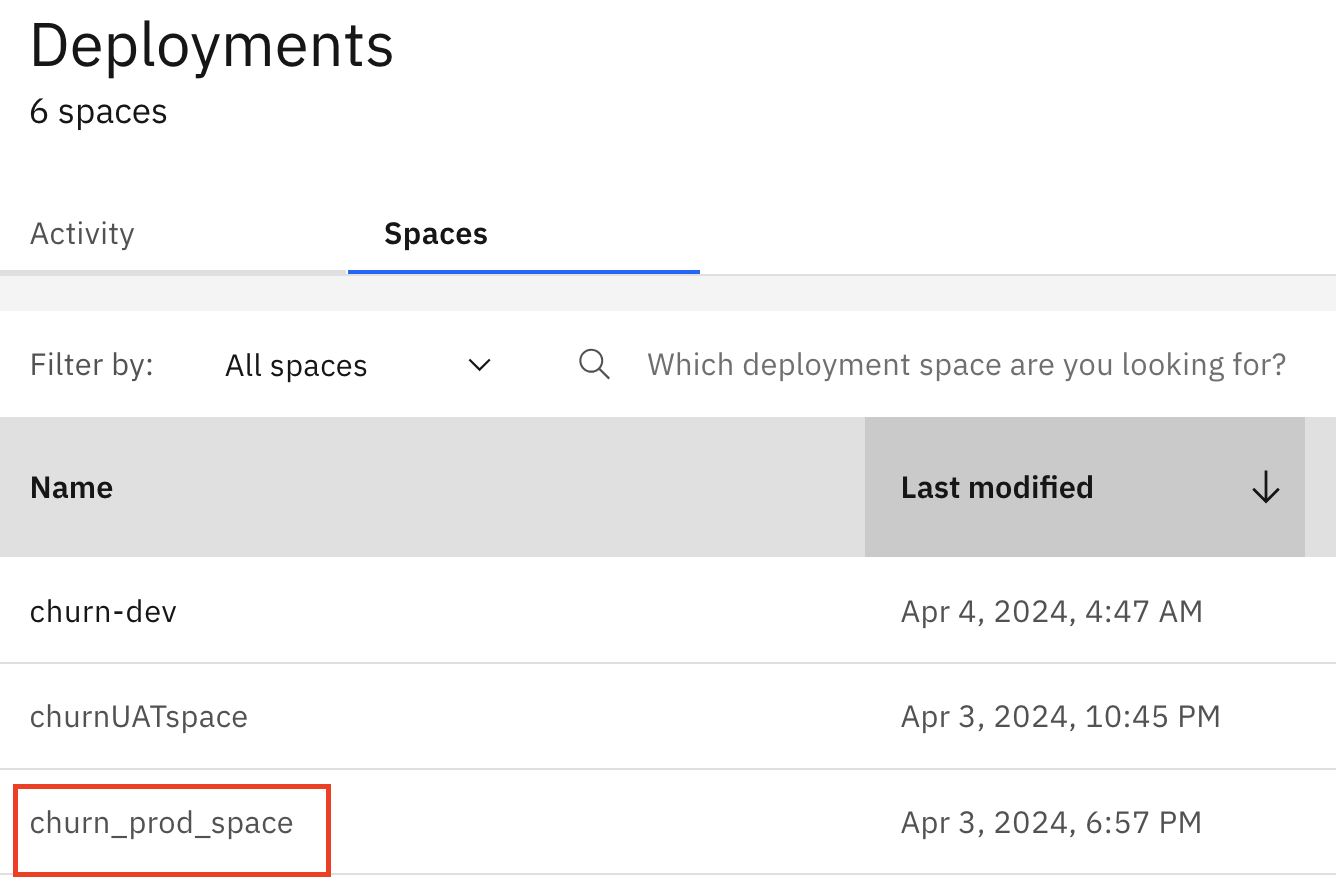 Deployments
6 spaces
Activity Spaces
Filter by: All spaces Which deployment space are you looking for?
Name Last modified
churn-dev Apr 4, 2024, 4:47 AM
churnUATspace Apr 3, 2024, 10:45 PM
churn_prod_space Apr 3, 2024, 6:57 PM